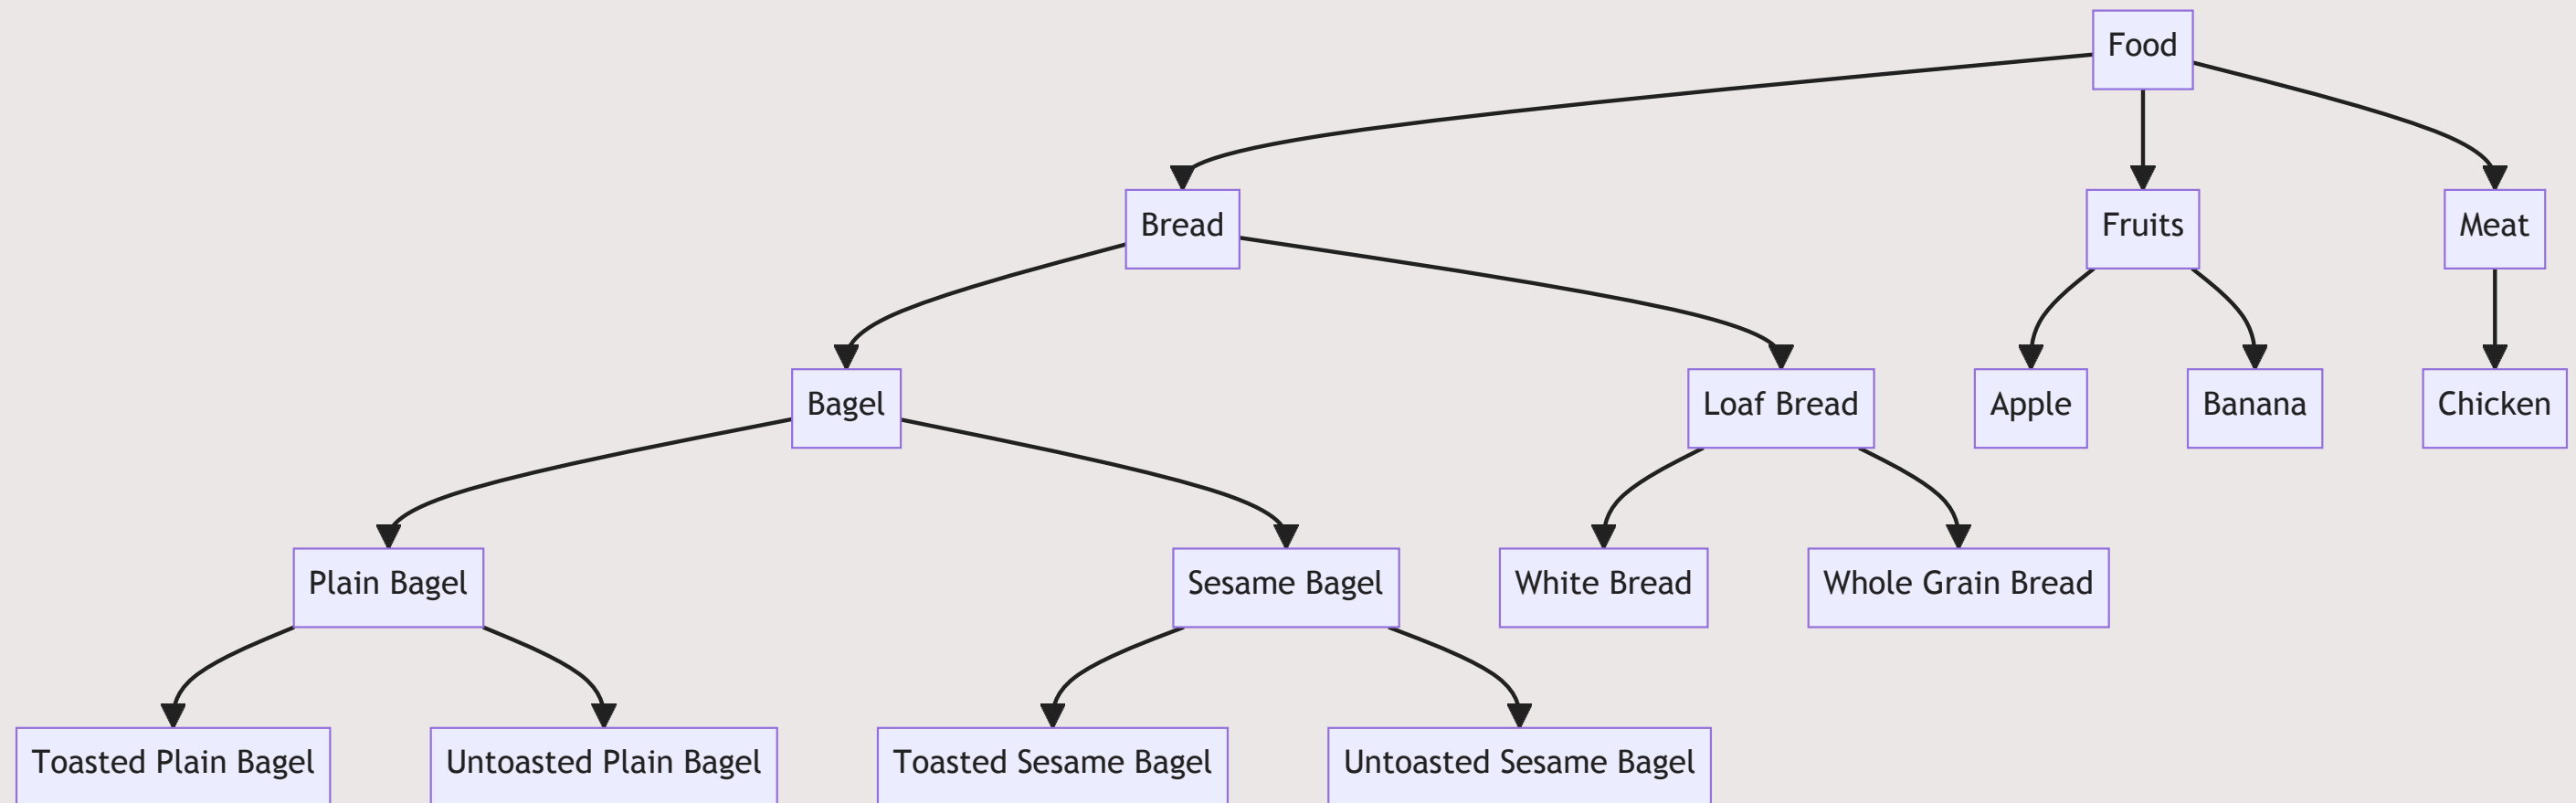 Food
Bread
Fruits
Meat
Bagel
Loaf Bread
Apple
Banana
Chicken
Plain Bagel
Sesame Bagel
White Bread
Whole Grain Bread
Toasted Plain Bagel
Untoasted Plain Bagel
Toasted Sesame Bagel
Untoasted Sesame Bagel